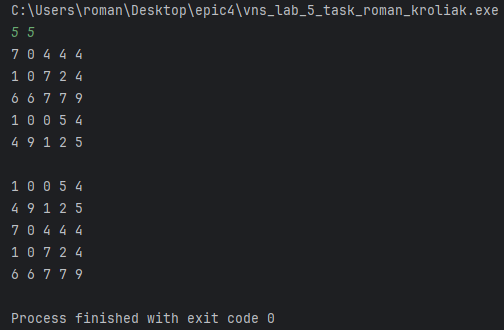 C:\Users\roman\Desktop\epic4\vns_lab_5_task_roman_kroliak.exe
5 5
7 0 4 4 4
1 0 7 2 4
6 6 7 7 9
1 0 0 5 4
4 9 1 2 5
1 0 0 5 4
4 9 1 2 5
7 0 4 4 4
1 0 7 2 4
6 6 7 7 9
Process finished with exit code 0